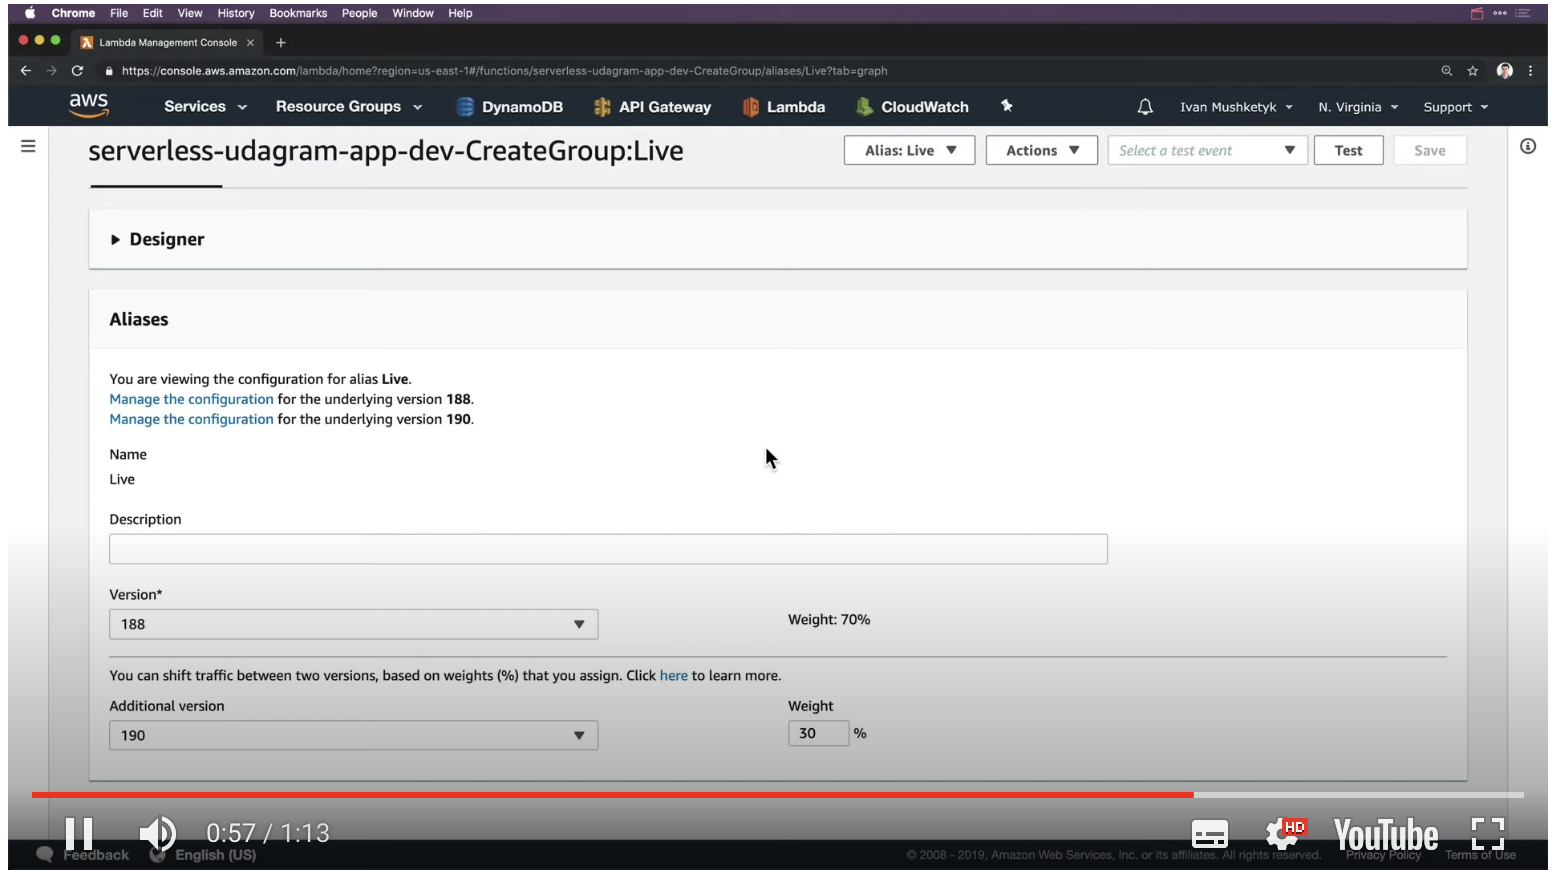 Chrome File Edit View History Bookmarks People Window Help
Lambda Management Console
https://console.aws.amazon.com/lambda/home?region=us-east-1#/functions/serverless-udagram-app-dev-CreateGroup/aliases/Live?tab=graph
aws Services Resource Groups DynamoDB API Gateway Lambda CloudWatch Ivan Mushketyk N. Virginia Support
serverless-udagram-app-dev-CreateGroup:Live Alias: Live Actions Select a test event Test Save
Designer
Aliases
You are viewing the configuration for alias Live.
Manage the configuration for the underlying version 188.
Manage the configuration for the underlying version 190.
Name
Live
Description
Version*
188 Weight: 70%
You can shift traffic between two versions, based on weights (%) that you assign. Click here to learn more.
Additional version Weight
190 30 %
0:57 / 1:13 HD YouTube
Feedback English (US) © 2008 - 2019, Amazon Web Services, Inc. or its affiliates. All rights reserved. Privacy Policy Terms of Use